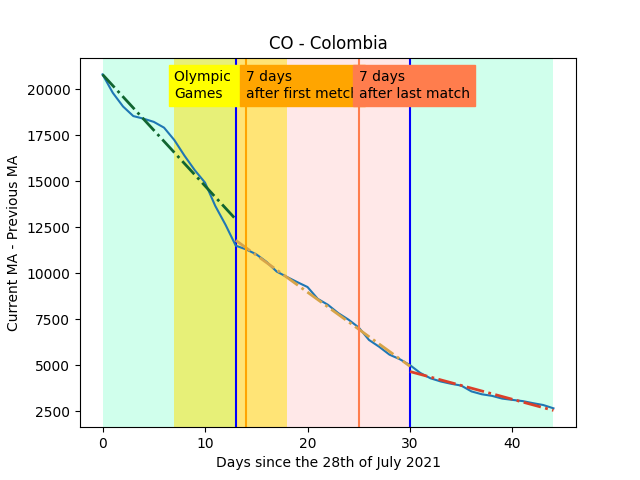 CO - Colombia
Olympic
Games
7 days
after first metch
7 days
after last match
20000
17500
15000
12500
10000
7500
5000
2500
Current MA - Previous MA
0
10
20
30
40
Days since the 28th of July 2021